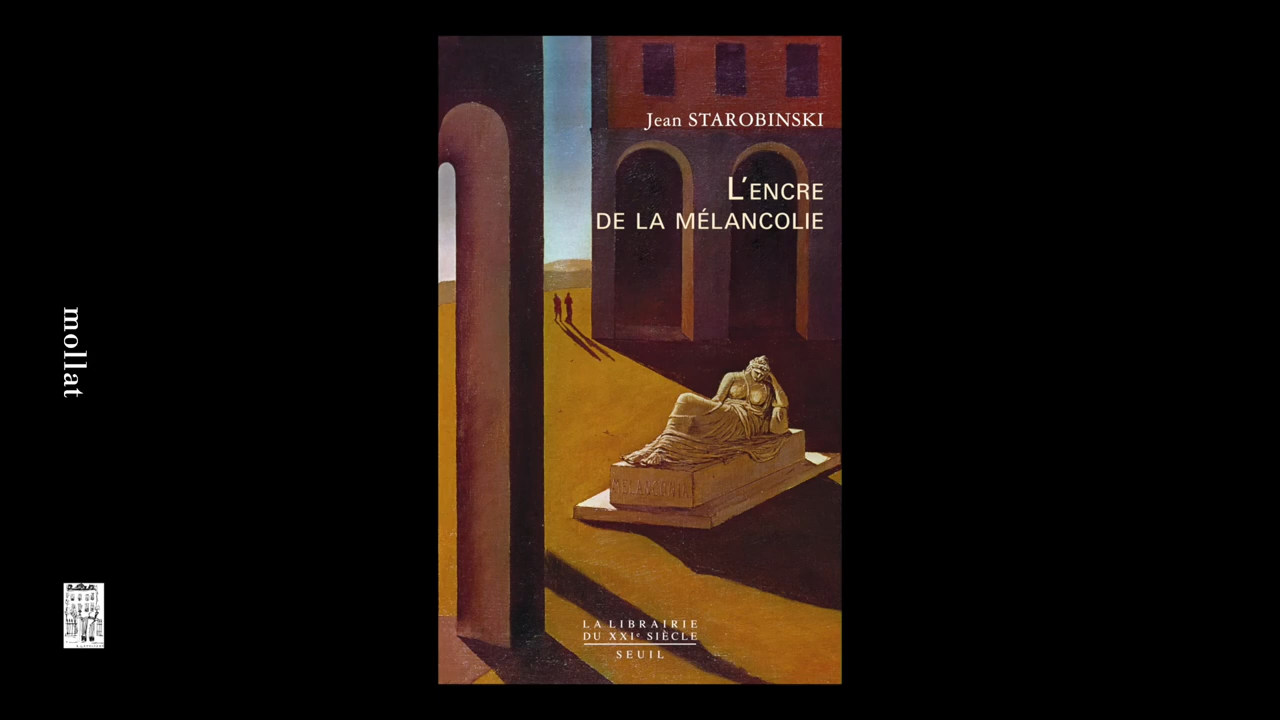 mollat
Jean STAROBINSKI
L'ENCRE
DE LA MÉLANCOLIE
MELANCONIA
LA LIBRAIRIE
DU XXIe SIÈCLE
SEUIL